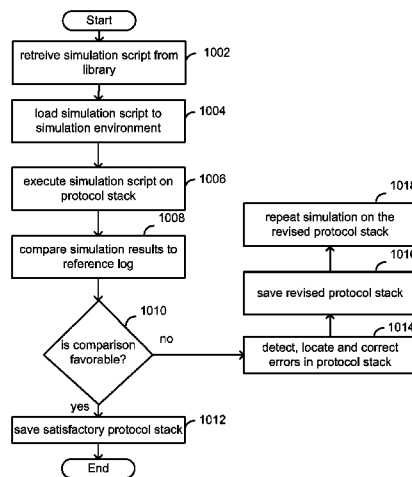 Start
retreive simulation script from
library
1002
load simulation script to
simulation environment
1004
execute simulation script on
protocol stack
1006
compare simulation results to
reference log
1008
is comparison
favorable?
1010
no
yes
save satisfactory protocol stack
1012
End
detect, locate and correct
errors in protocol stack
1014
save revised protocol stack
1016
repeat simulation on the
revised protocol stack
1018